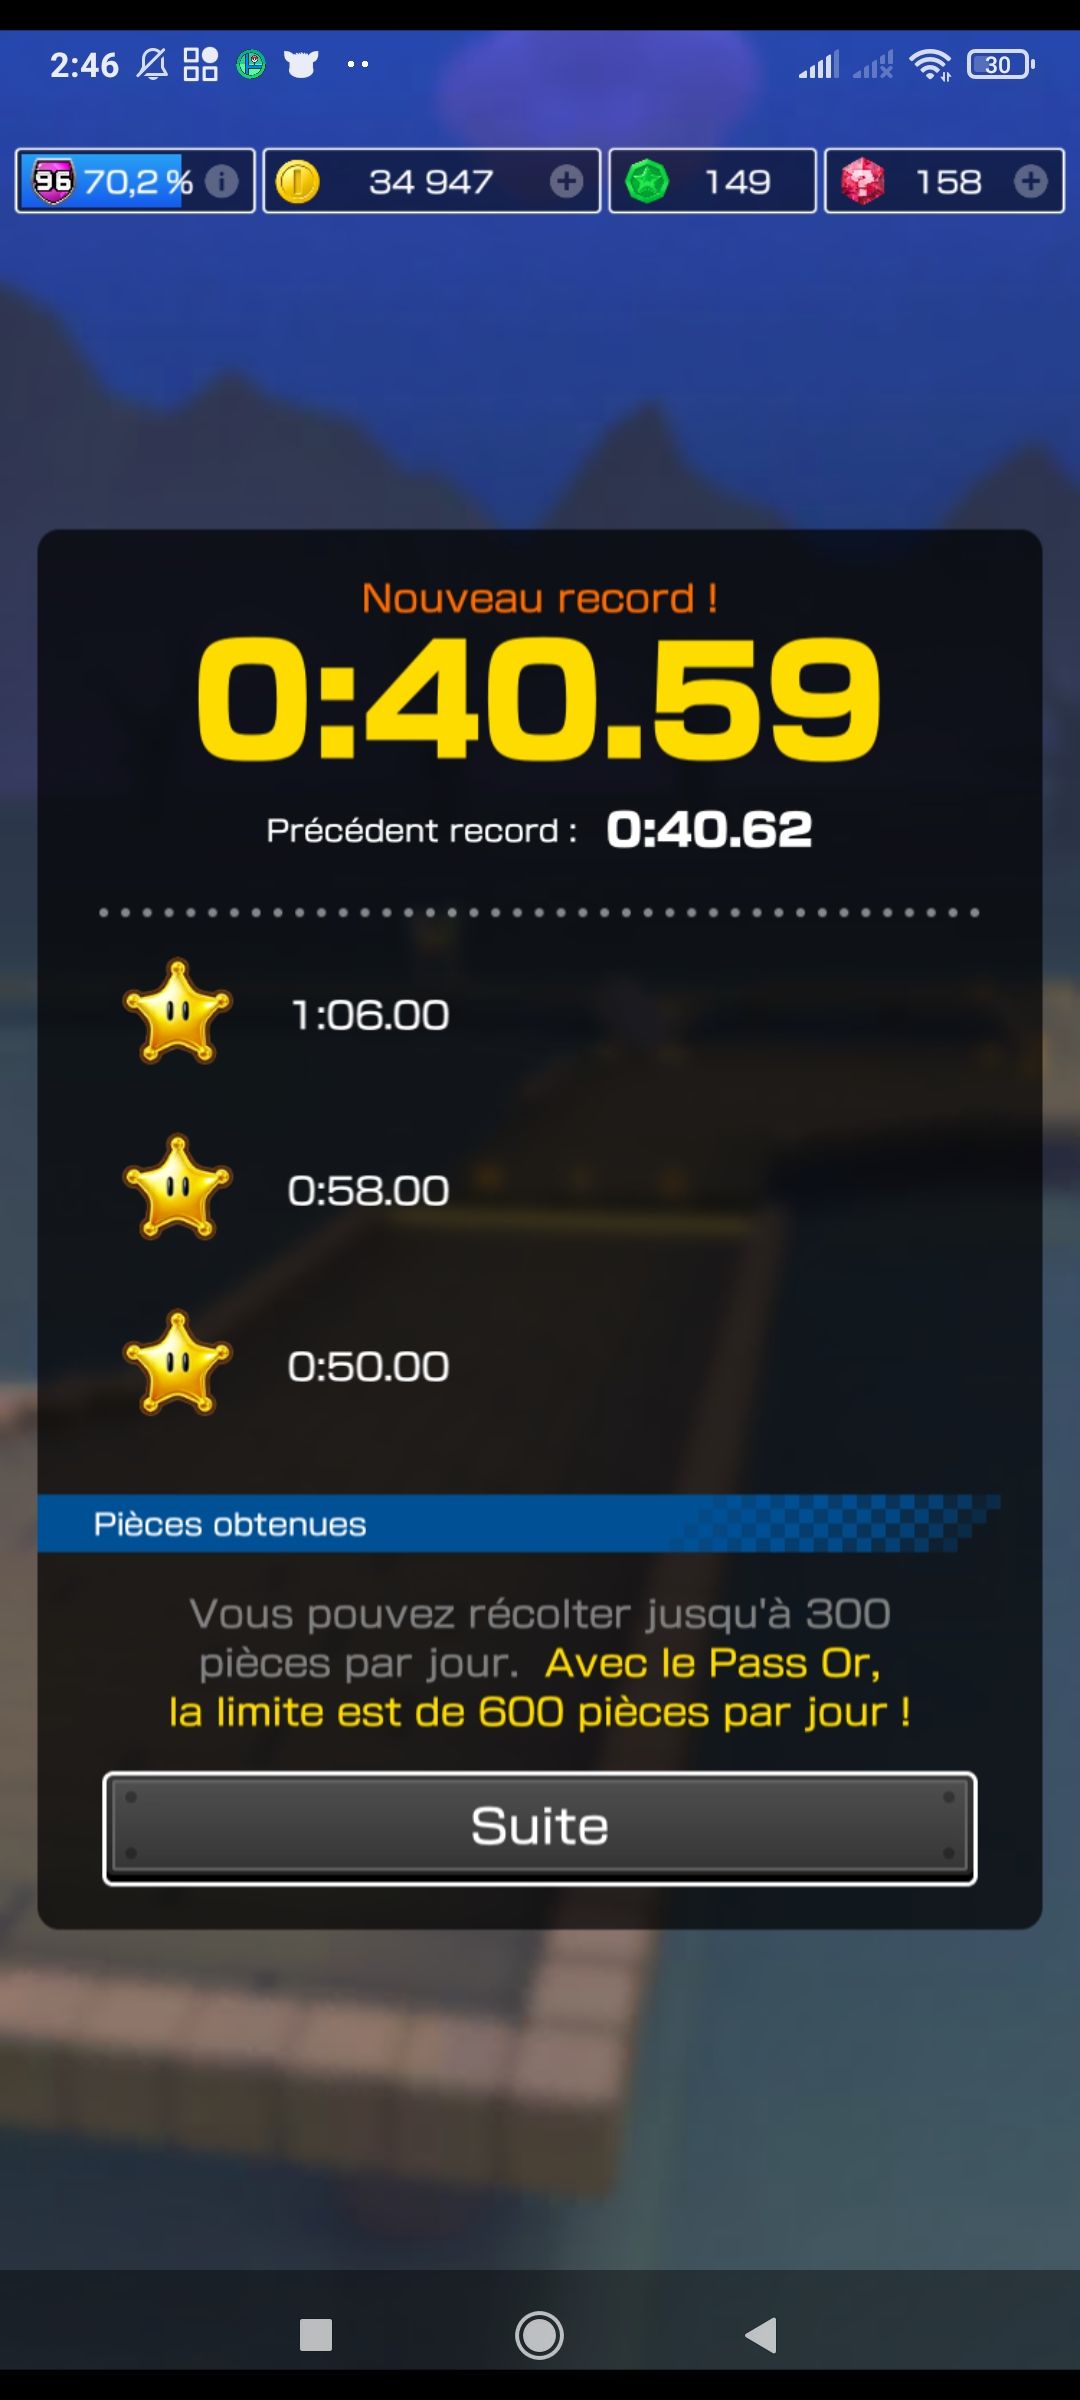 2:46
30
96 70,2 % i 34 947 149 ? 158
Nouveau record !
0:40.59
Précédent record : 0:40.62
1:06.00
0:58.00
0:50.00
Pièces obtenues
Vous pouvez récolter jusqu'à 300
pièces par jour. Avec le Pass Or,
la limite est de 600 pièces par jour !
Suite